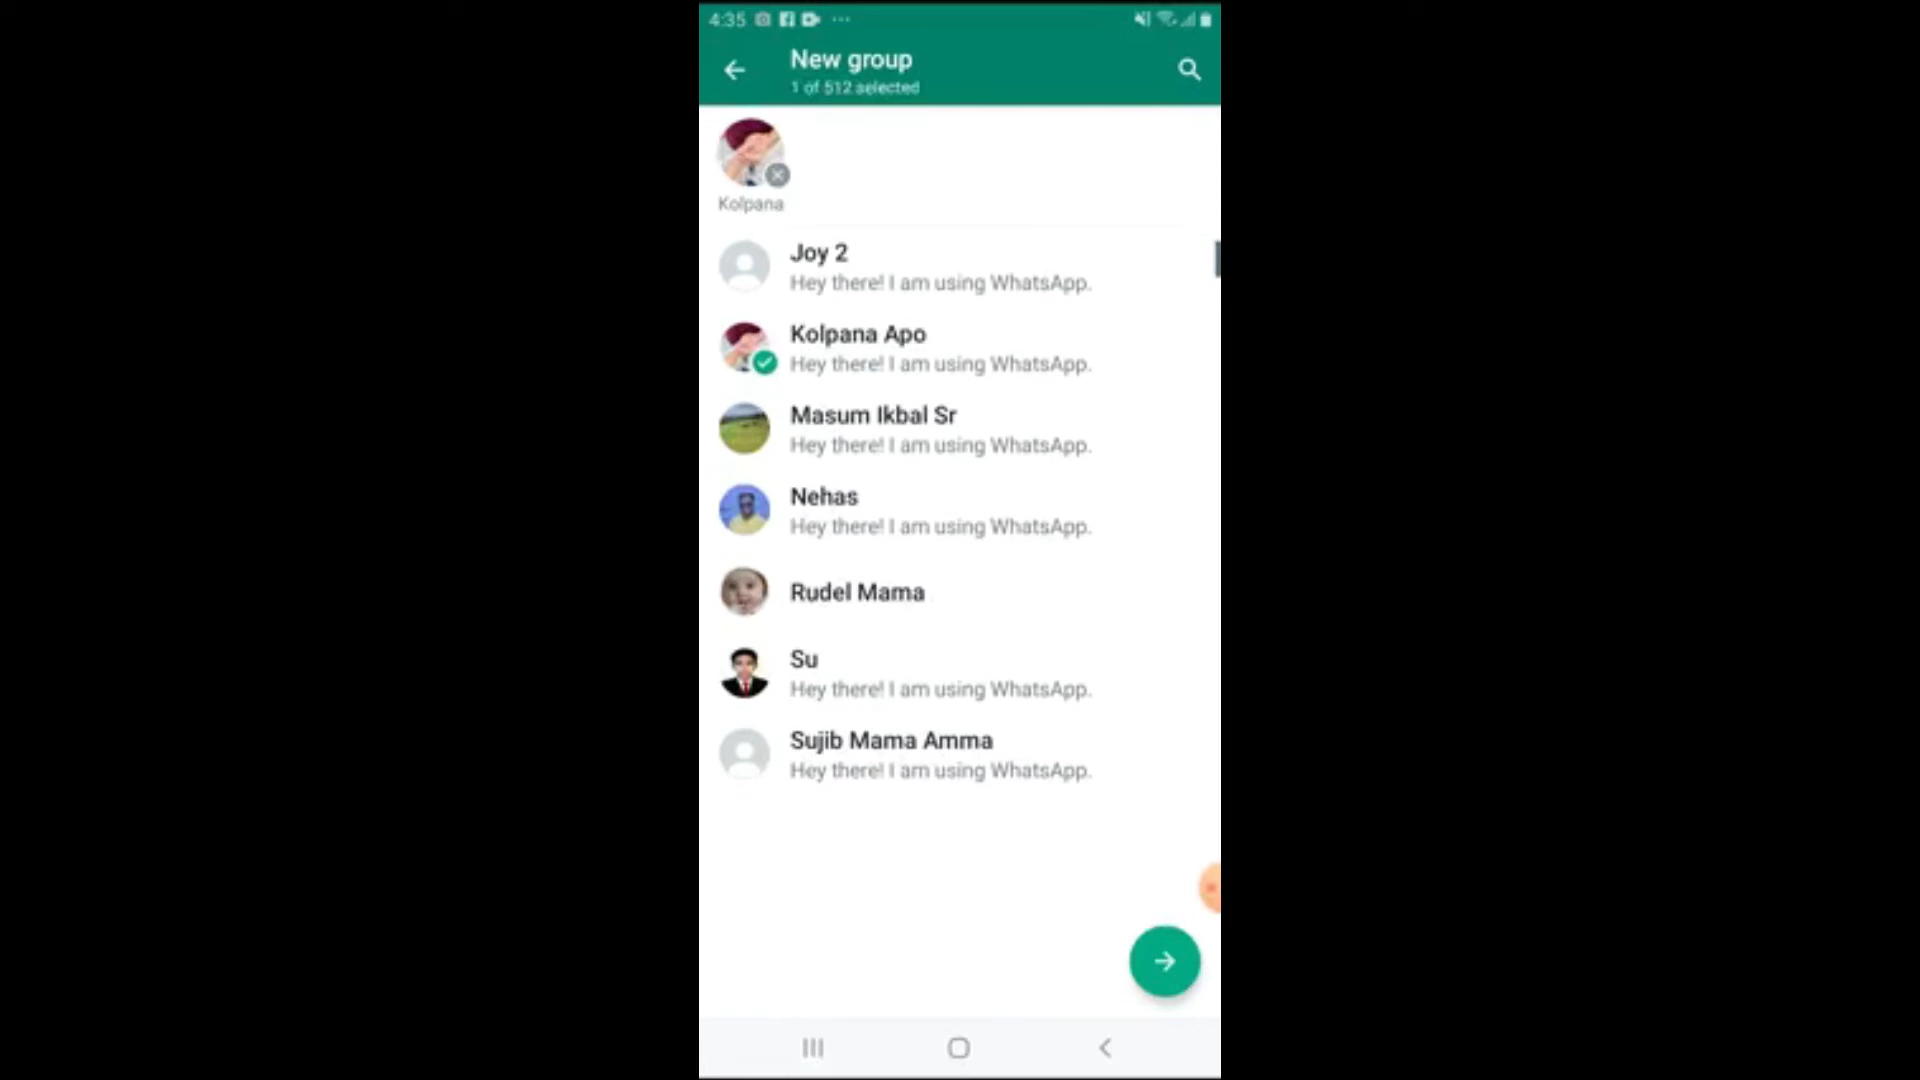 4:35
New group
1 of 512 selected
Kolpana
Joy 2
Hey there! I am using WhatsApp.
Kolpana Apo
Hey there! I am using WhatsApp.
Masum Ikbal Sr
Hey there! I am using WhatsApp.
Nehas
Hey there! I am using WhatsApp.
Rudel Mama
Su
Hey there! I am using WhatsApp.
Sujib Mama Amma
Hey there! I am using WhatsApp.